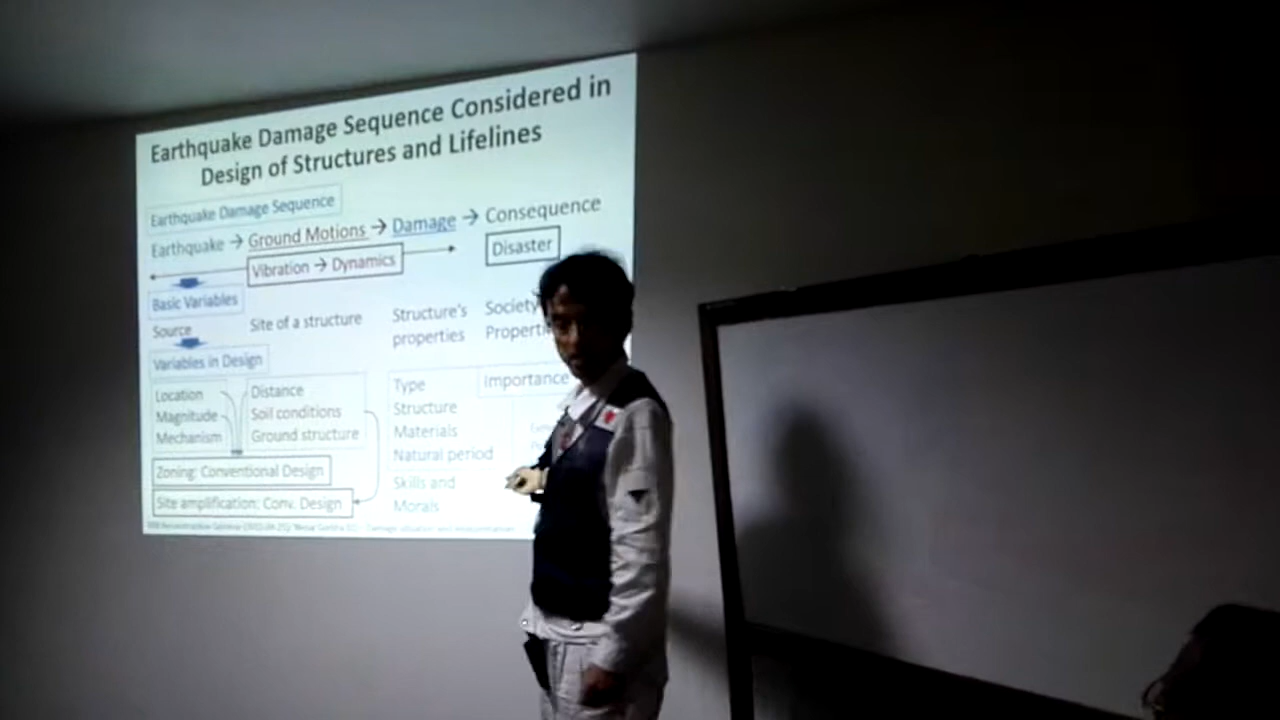 Earthquake Damage Sequence Considered in
Design of Structures and Lifelines
Earthquake Damage Sequence
Earthquake → Ground Motions → Damage → Consequence
Vibration → Dynamics
Disaster
Basic Variables
Source
Site of a structure
Structure's
properties
Society
Variables in Design
Location
Magnitude
Mechanism
Distance
Soil conditions
Ground structure
Type
Structure
Materials
Natural period
Skills and
Morals
Importance
Zoning: Conventional Design
Site amplification: Conv. Design